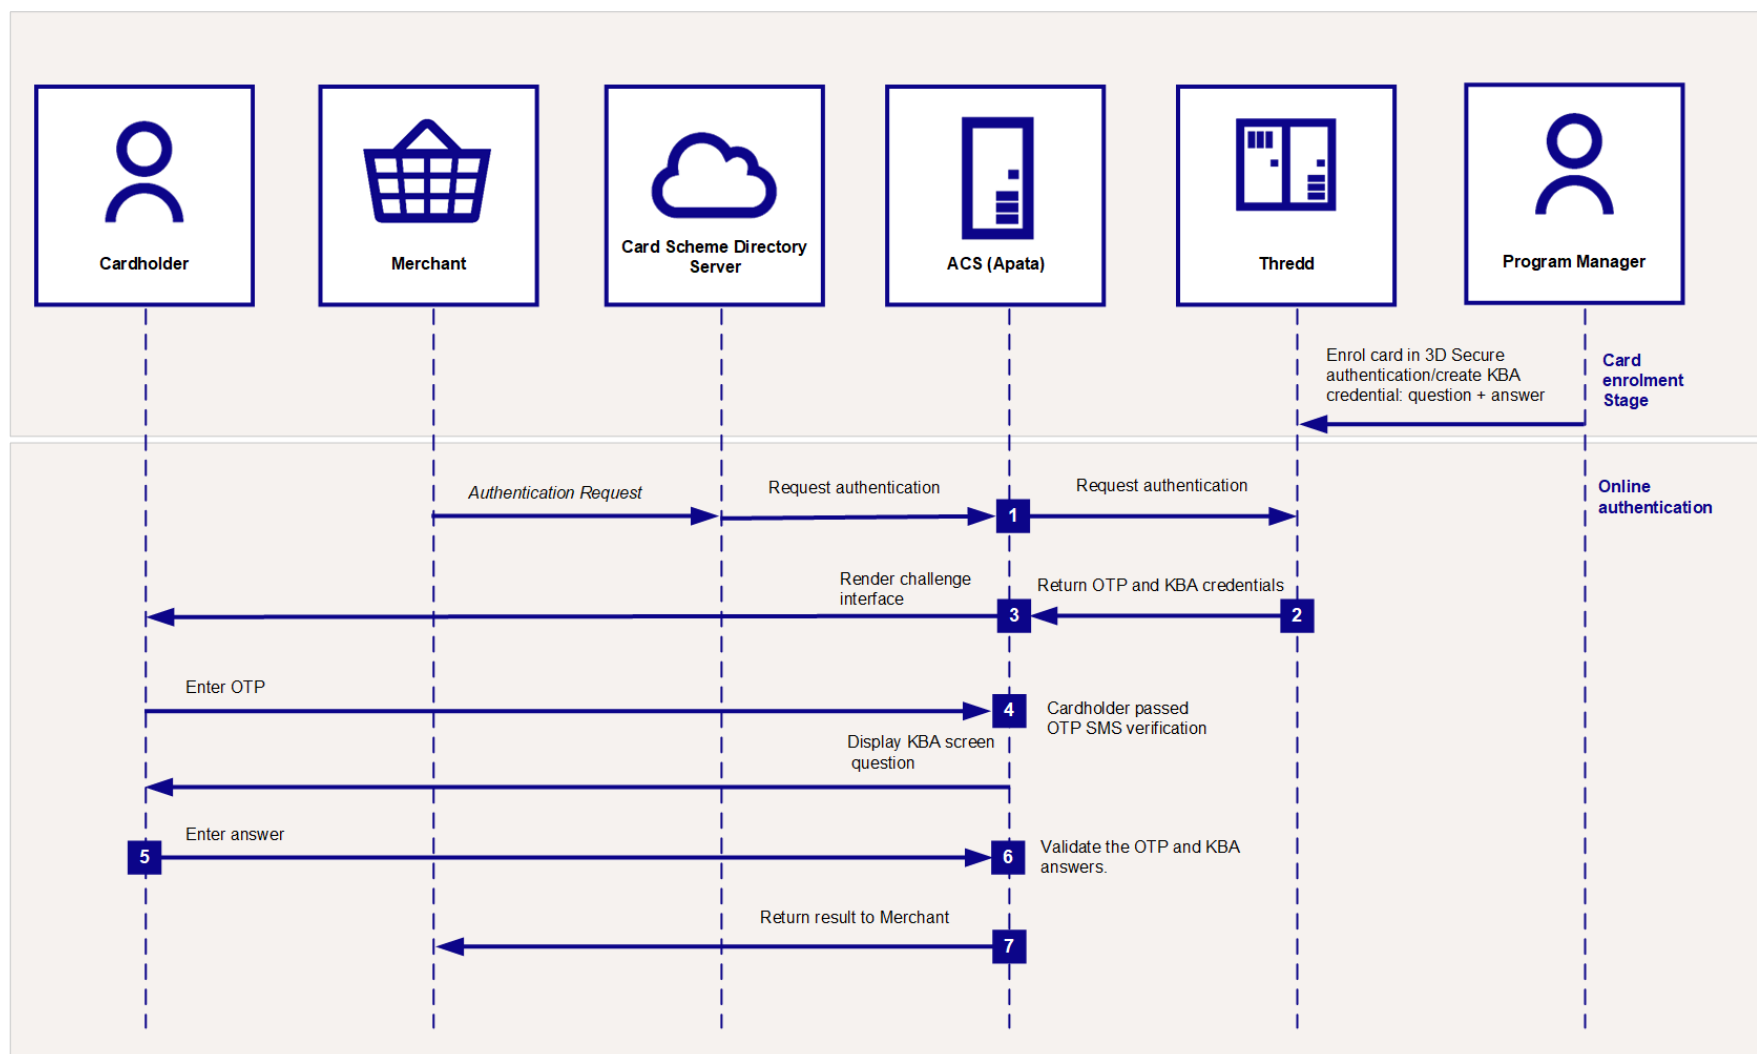 Cardholder
Merchant
Card Scheme Directory
Server
ACS (Apata)
Thredd
Program Manager
Enrol card in 3D Secure
authentication/create KBA
credential: question + answer
Card
enrolment
Stage
Authentication Request
Request authentication
Request authentication
Online
authentication
1
Render challenge
interface
Return OTP and KBA credentials
3
2
Enter OTP
4
Cardholder passed
OTP SMS verification
Display KBA screen
question
Enter answer
5
6
Validate the OTP and KBA
answers.
Return result to Merchant
7